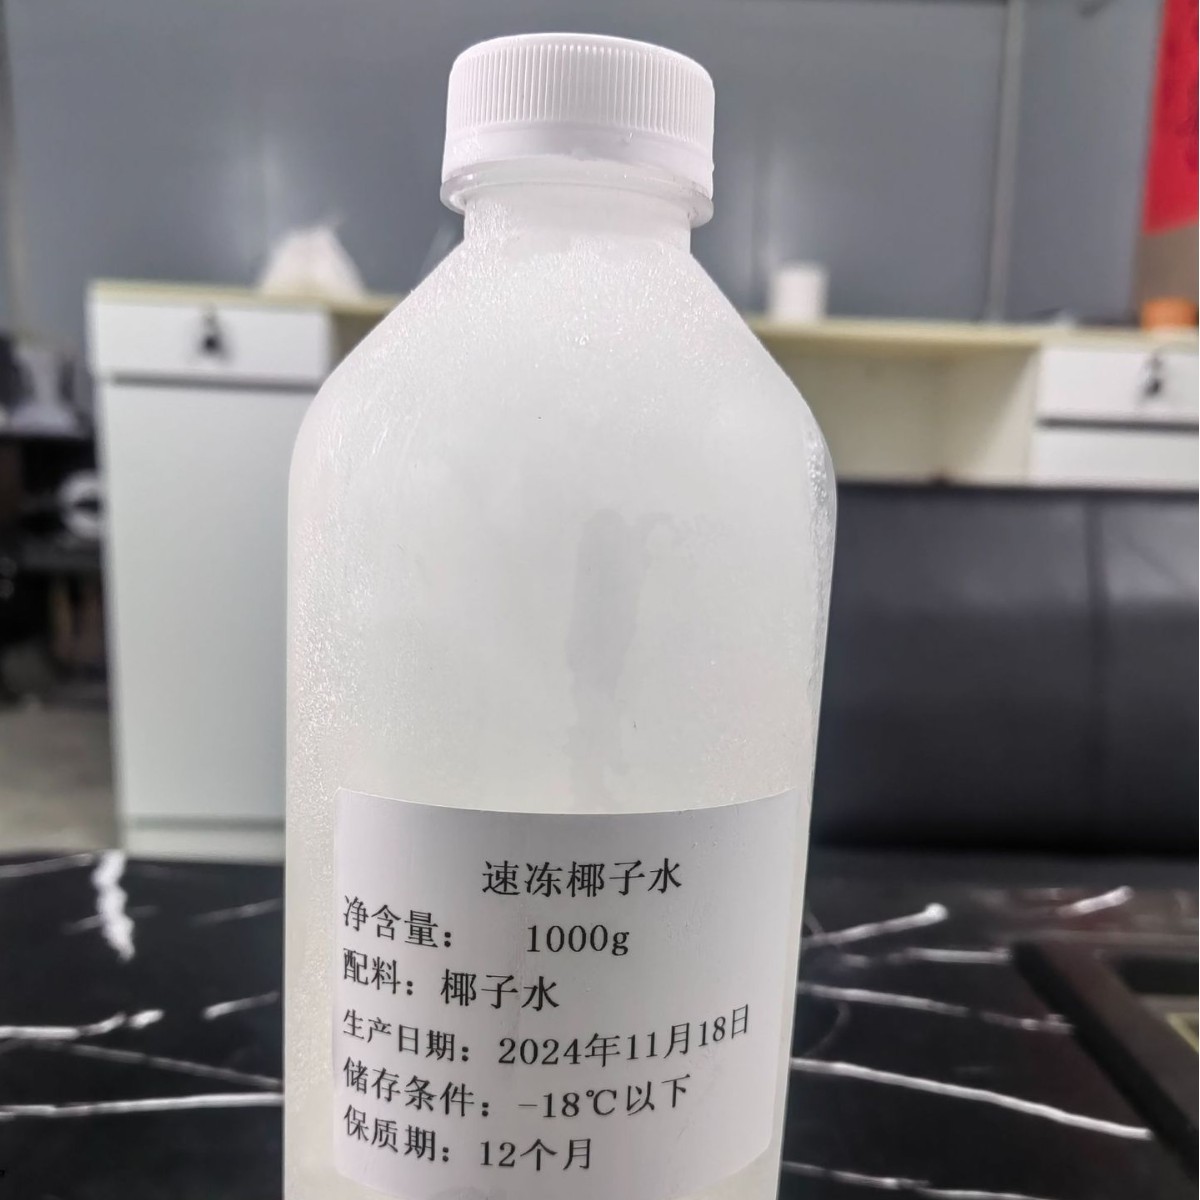 速冻椰子水
净含量： 1000g
配料：椰子水
生产日期：2024年11月18日
储存条件：-18℃以下
保质期：12个月